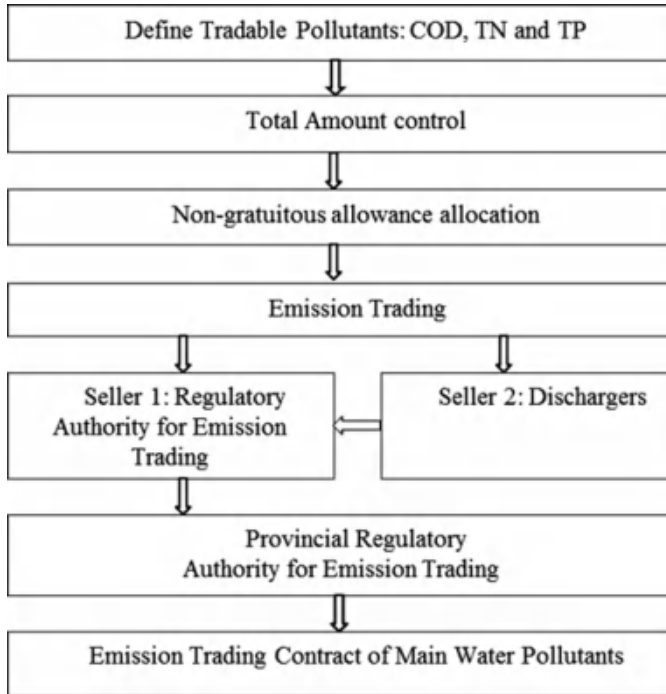 Define Tradable Pollutants: COD, TN and TP
Total Amount control
Non-gratuitous allowance allocation
Emission Trading
Seller 1: Regulatory
Authority for Emission
Trading
Seller 2: Dischargers
Provincial Regulatory
Authority for Emission Trading
Emission Trading Contract of Main Water Pollutants